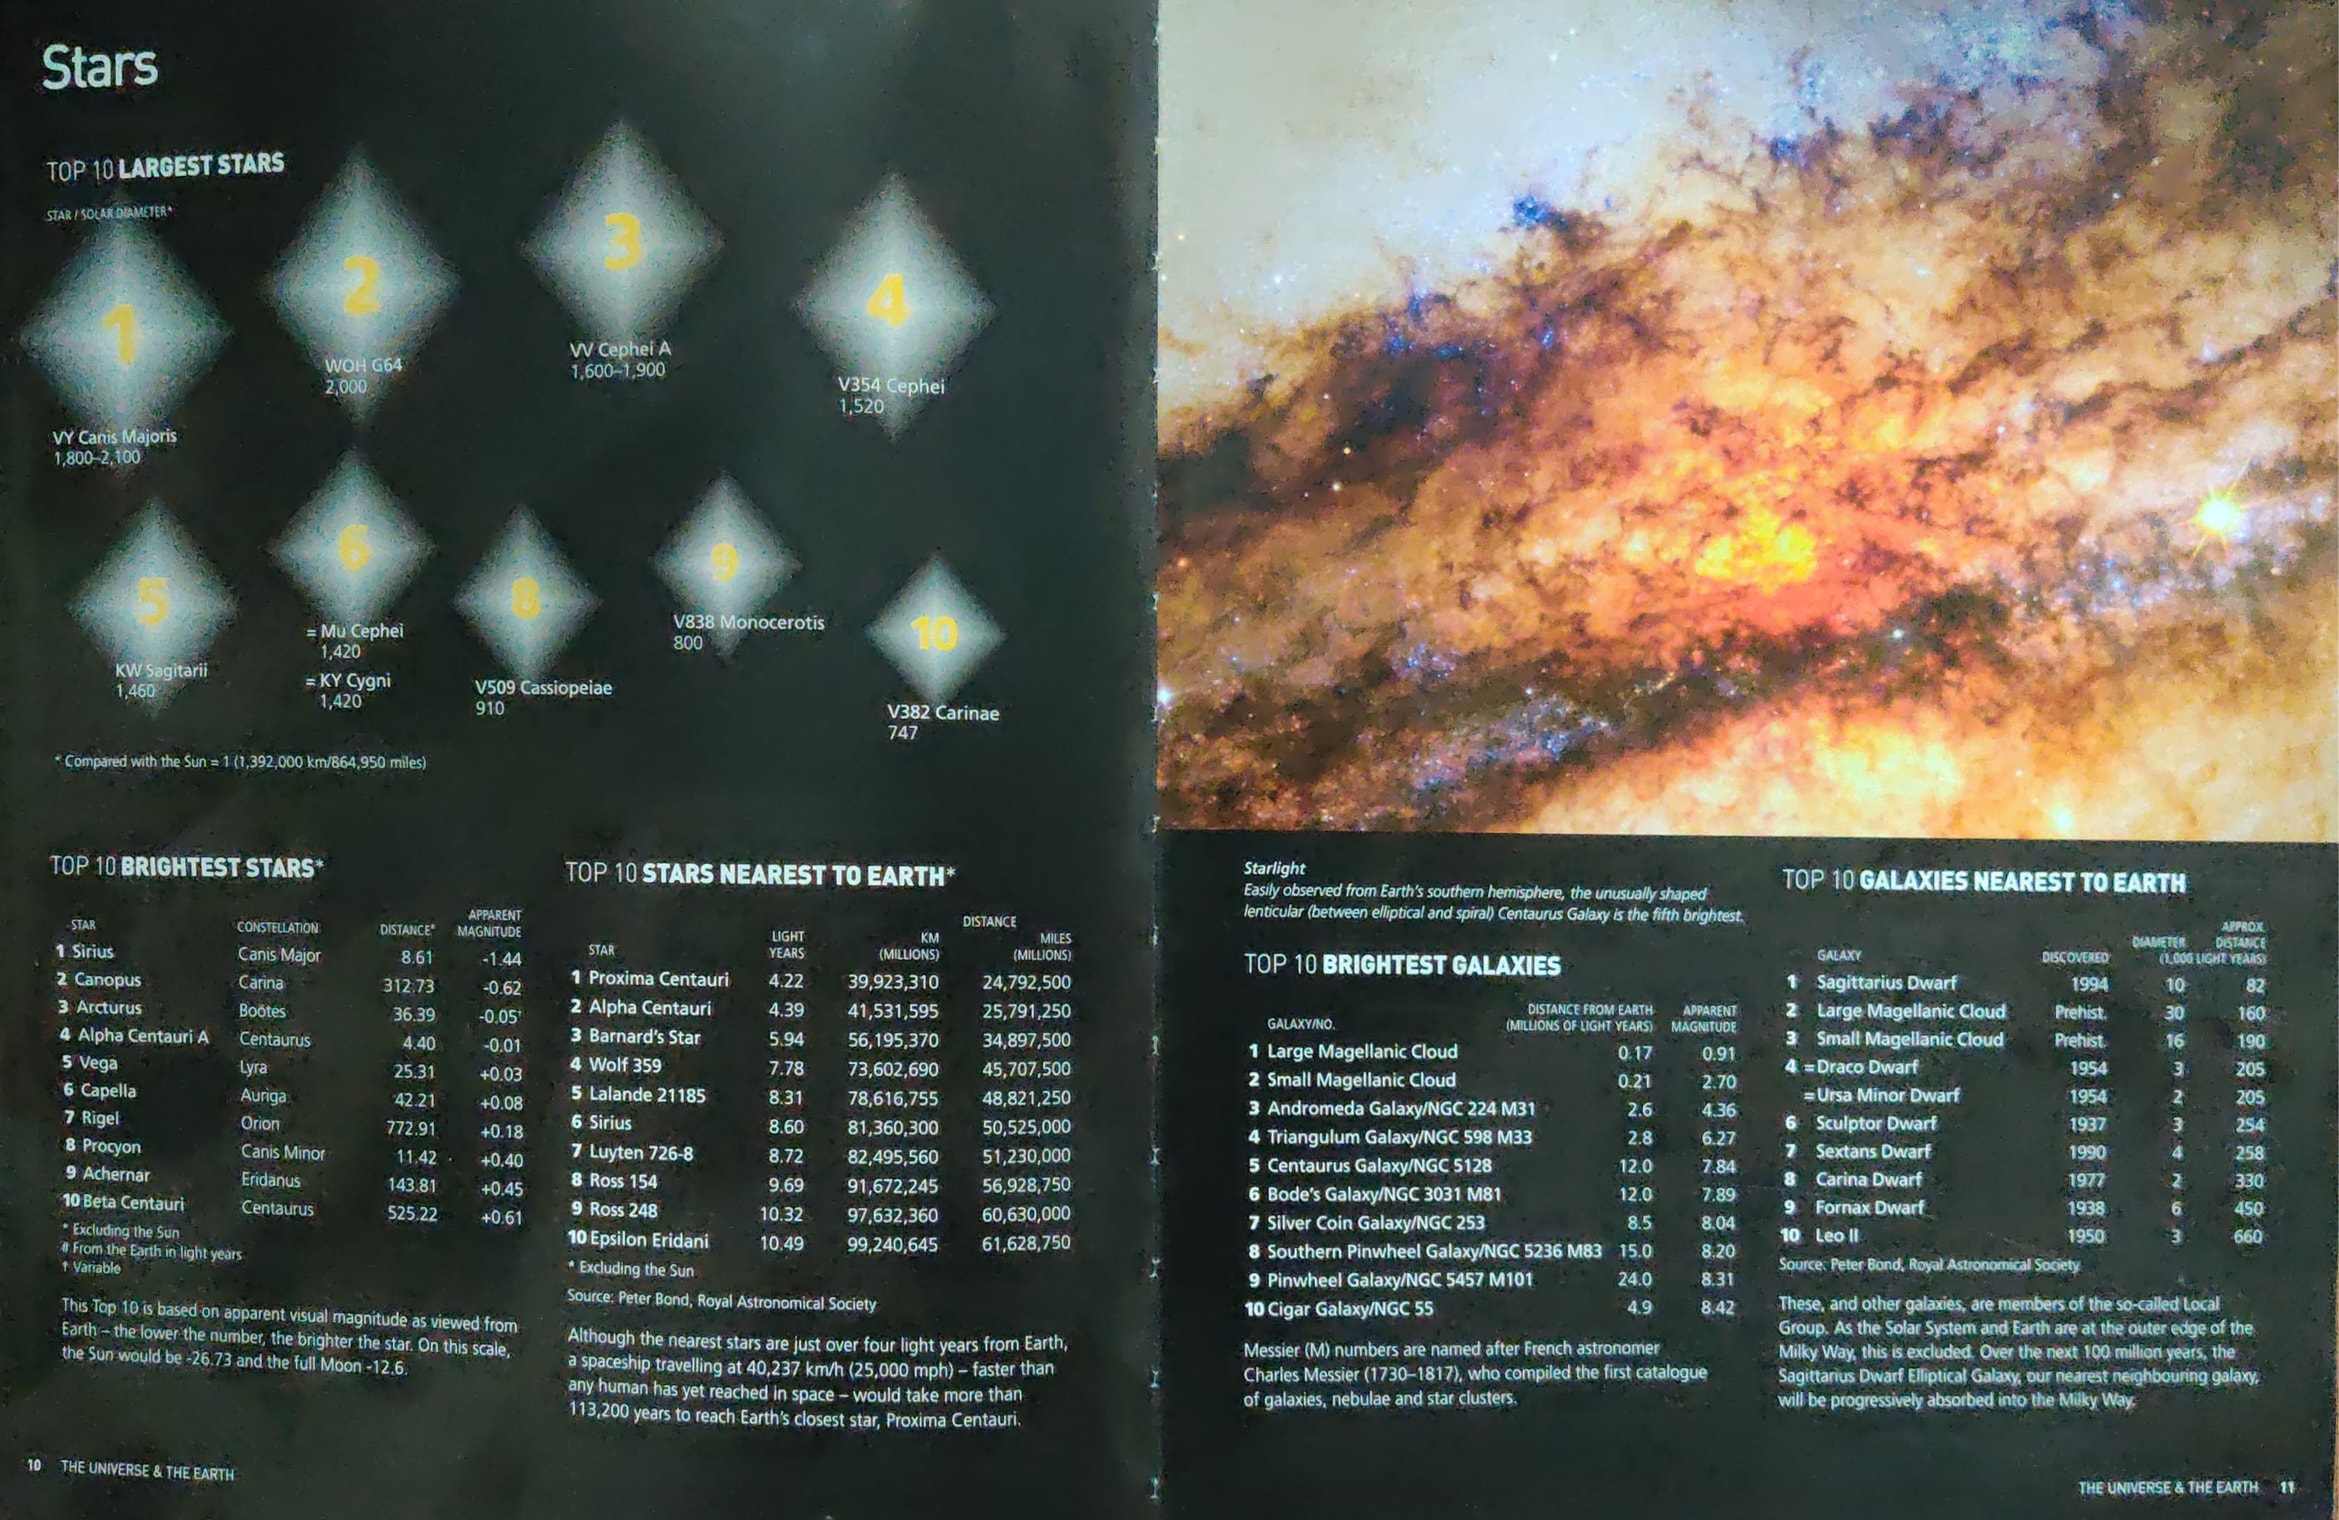 Stars
TOP 10 LARGEST STARS
STAR / SOLAR DIAMETER*
1
VY Canis Majoris
1,800–2,100
2
WOH G64
2,000
3
VV Cephei A
1,600–1,900
4
V354 Cephei
1,520
5
KW Sagitarii
1,460
6
= Mu Cephei
1,420
= KY Cygni
1,420
8
V509 Cassiopeiae
910
9
V838 Monocerotis
800
10
V382 Carinae
747
* Compared with the Sun = 1 (1,392,000 km/864,950 miles)
TOP 10 BRIGHTEST STARS*
STAR CONSTELLATION DISTANCE# APPARENT MAGNITUDE
1 Sirius Canis Major 8.61 -1.44
2 Canopus Carina 312.73 -0.62
3 Arcturus Boötes 36.39 -0.05†
4 Alpha Centauri A Centaurus 4.40 -0.01
5 Vega Lyra 25.31 +0.03
6 Capella Auriga 42.21 +0.08
7 Rigel Orion 772.91 +0.18
8 Procyon Canis Minor 11.42 +0.40
9 Achernar Eridanus 143.81 +0.45
10 Beta Centauri Centaurus 525.22 +0.61
* Excluding the Sun
# From the Earth in light years
† Variable
This Top 10 is based on apparent visual magnitude as viewed from
Earth – the lower the number, the brighter the star. On this scale,
the Sun would be -26.73 and the full Moon -12.6.
TOP 10 STARS NEAREST TO EARTH*
DISTANCE
STAR LIGHT YEARS KM (MILLIONS) MILES (MILLIONS)
1 Proxima Centauri 4.22 39,923,310 24,792,500
2 Alpha Centauri 4.39 41,531,595 25,791,250
3 Barnard's Star 5.94 56,195,370 34,897,500
4 Wolf 359 7.78 73,602,690 45,707,500
5 Lalande 21185 8.31 78,616,755 48,821,250
6 Sirius 8.60 81,360,300 50,525,000
7 Luyten 726-8 8.72 82,495,560 51,230,000
8 Ross 154 9.69 91,672,245 56,928,750
9 Ross 248 10.32 97,632,360 60,630,000
10 Epsilon Eridani 10.49 99,240,645 61,628,750
* Excluding the Sun
Source: Peter Bond, Royal Astronomical Society
Although the nearest stars are just over four light years from Earth,
a spaceship travelling at 40,237 km/h (25,000 mph) – faster than
any human has yet reached in space – would take more than
113,200 years to reach Earth's closest star, Proxima Centauri.
10 THE UNIVERSE & THE EARTH
Starlight
Easily observed from Earth's southern hemisphere, the unusually shaped
lenticular (between elliptical and spiral) Centaurus Galaxy is the fifth brightest.
TOP 10 BRIGHTEST GALAXIES
GALAXY/NO. DISTANCE FROM EARTH (MILLIONS OF LIGHT YEARS) APPARENT MAGNITUDE
1 Large Magellanic Cloud 0.17 0.91
2 Small Magellanic Cloud 0.21 2.70
3 Andromeda Galaxy/NGC 224 M31 2.6 4.36
4 Triangulum Galaxy/NGC 598 M33 2.8 6.27
5 Centaurus Galaxy/NGC 5128 12.0 7.84
6 Bode's Galaxy/NGC 3031 M81 12.0 7.89
7 Silver Coin Galaxy/NGC 253 8.5 8.04
8 Southern Pinwheel Galaxy/NGC 5236 M83 15.0 8.20
9 Pinwheel Galaxy/NGC 5457 M101 24.0 8.31
10 Cigar Galaxy/NGC 55 4.9 8.42
Messier (M) numbers are named after French astronomer
Charles Messier (1730–1817), who compiled the first catalogue
of galaxies, nebulae and star clusters.
TOP 10 GALAXIES NEAREST TO EARTH
GALAXY DISCOVERED DIAMETER APPROX DISTANCE
(1,000 LIGHT YEARS)
1 Sagittarius Dwarf 1994 10 82
2 Large Magellanic Cloud Prehist. 30 160
3 Small Magellanic Cloud Prehist. 16 190
4 = Draco Dwarf 1954 3 205
= Ursa Minor Dwarf 1954 2 205
6 Sculptor Dwarf 1937 3 254
7 Sextans Dwarf 1990 4 258
8 Carina Dwarf 1977 2 330
9 Fornax Dwarf 1938 6 450
10 Leo II 1950 3 660
Source: Peter Bond, Royal Astronomical Society
These, and other galaxies, are members of the so-called Local
Group. As the Solar System and Earth are at the outer edge of the
Milky Way, this is excluded. Over the next 100 million years, the
Sagittarius Dwarf Elliptical Galaxy, our nearest neighbouring galaxy,
will be progressively absorbed into the Milky Way.
THE UNIVERSE & THE EARTH 11